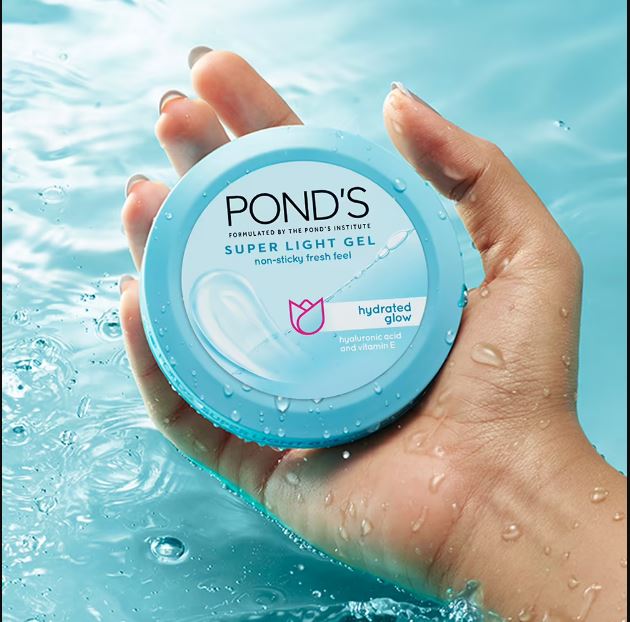 POND'S
FORMULATED BY THE POND'S INSTITUTE
SUPER LIGHT GEL
non-sticky fresh feel
hydrated
glow
hyaluronic acid
and vitamin E